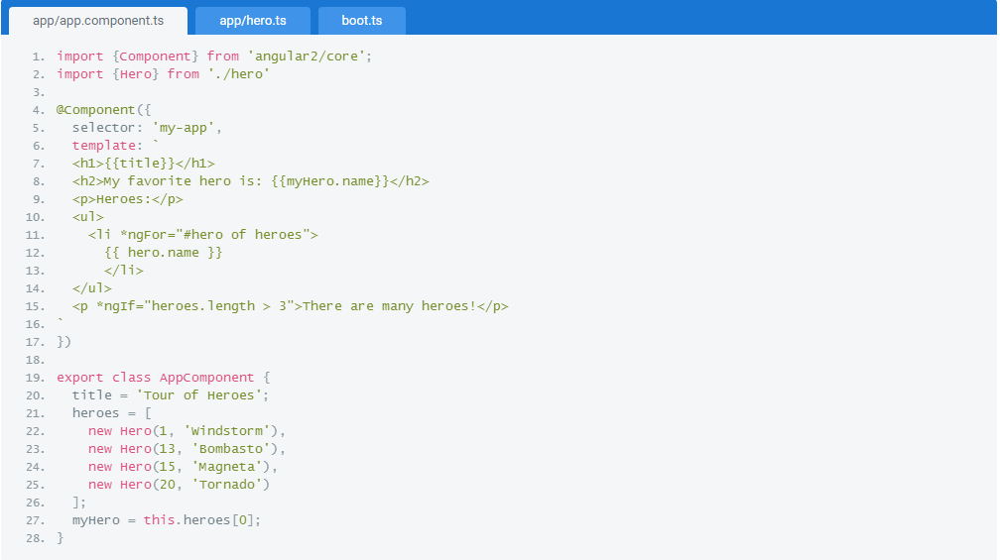 app/app.component.ts app/hero.ts boot.ts
1. import {Component} from 'angular2/core';
2. import {Hero} from './hero'
3.
4. @Component({
5.   selector: 'my-app',
6.   template: `
7.   <h1>{{title}}</h1>
8.   <h2>My favorite hero is: {{myHero.name}}</h2>
9.   <p>Heroes:</p>
10.   <ul>
11.     <li *ngFor="#hero of heroes">
12.       {{ hero.name }}
13.       </li>
14.   </ul>
15.   <p *ngIf="heroes.length > 3">There are many heroes!</p>
16. `
17. })
18.
19. export class AppComponent {
20.   title = 'Tour of Heroes';
21.   heroes = [
22.     new Hero(1, 'Windstorm'),
23.     new Hero(13, 'Bombasto'),
24.     new Hero(15, 'Magneta'),
25.     new Hero(20, 'Tornado')
26.   ];
27.   myHero = this.heroes[0];
28. }